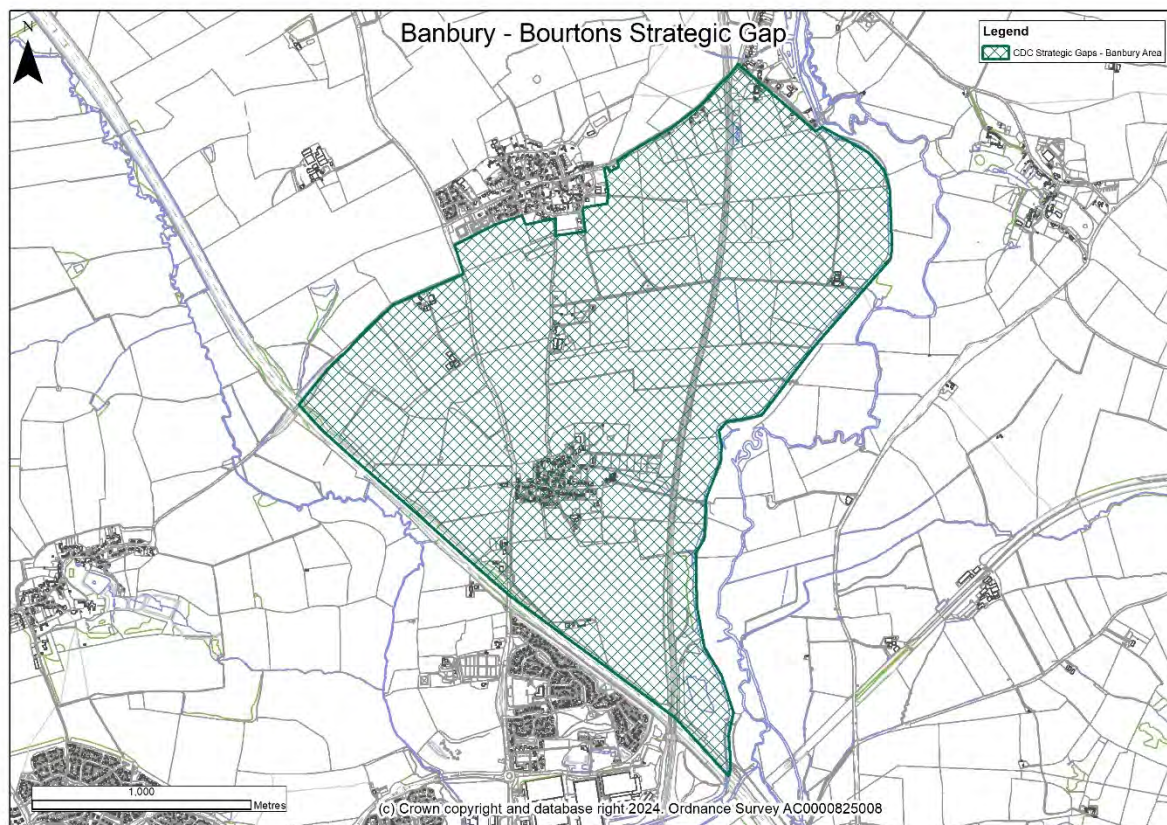 N
Banbury - Bourtons Strategic Gap
Legend
CDC Strategic Gaps - Banbury Area
1,000
Metres
(c) Crown copyright and database right 2024. Ordnance Survey AC0000825008